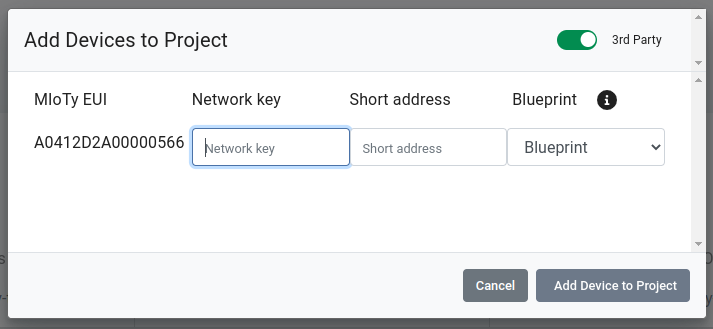 Add Devices to Project
3rd Party
MIoTy EUI Network key Short address Blueprint
A0412D2A00000566 Network key Short address Blueprint
Cancel Add Device to Project